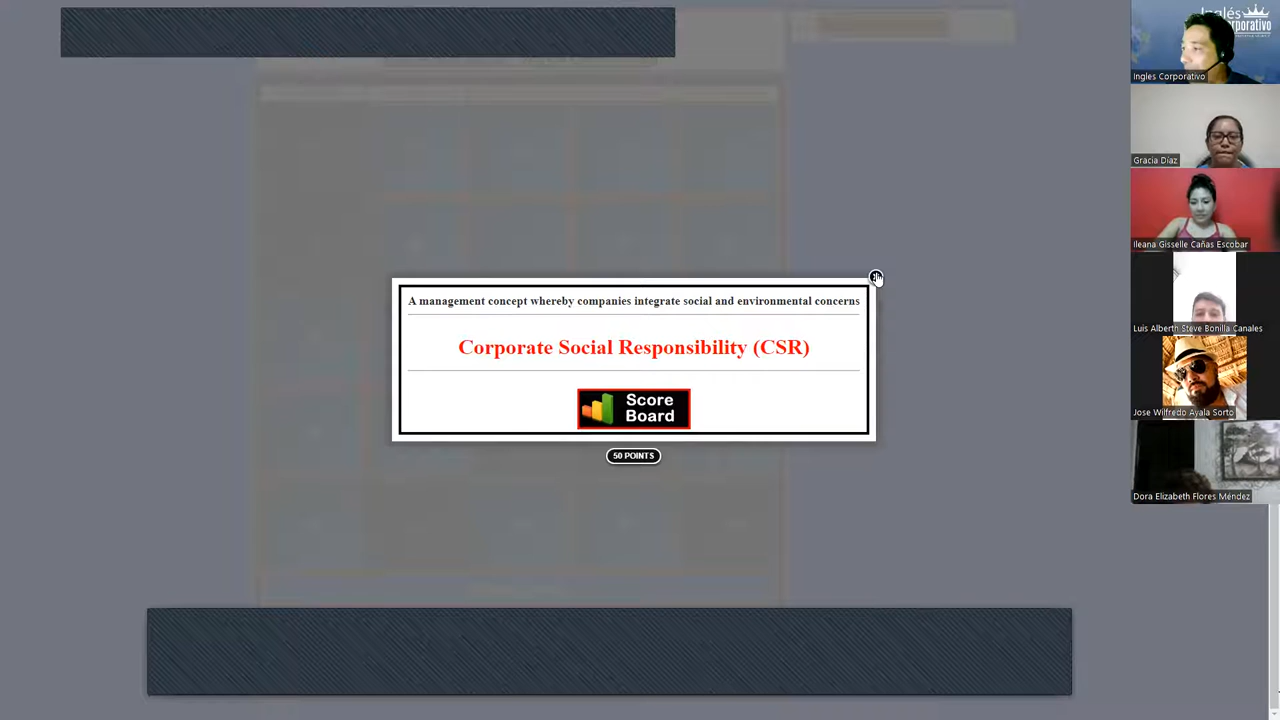 A management concept whereby companies integrate social and environmental concerns
Corporate Social Responsibility (CSR)
Score
Board
50 POINTS
Inglés
Corporativo
Ingles Corporativo
Gracia Díaz
Ileana Gisselle Cañas Escobar
Luis Alberth Steve Bonilla Canales
Jose Wilfredo Ayala Sorto
Dora Elizabeth Flores Méndez